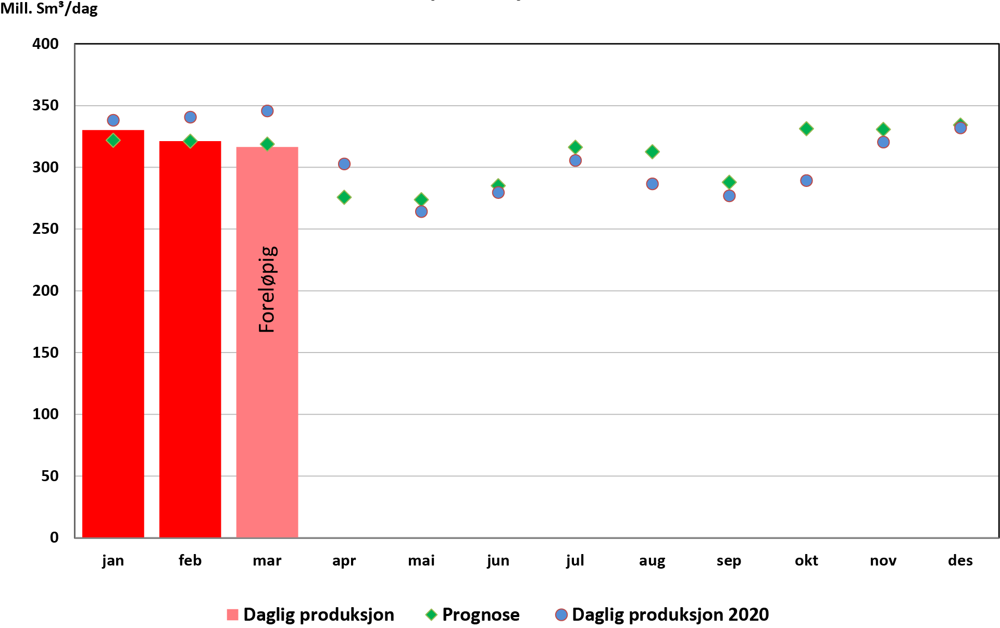 Mill. Sm³/dag
400
350
300
250
200
150
100
50
0
Foreløpig
jan feb mar apr mai jun jul aug sep okt nov des
Daglig produksjon Prognose Daglig produksjon 2020